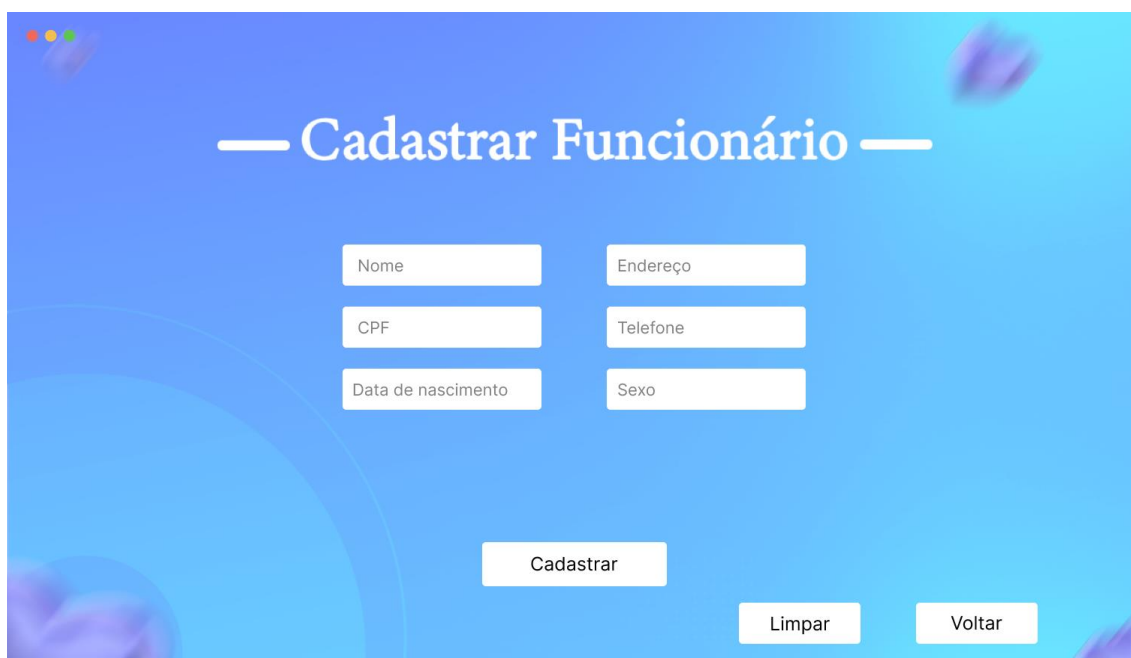 Cadastrar Funcionário
Nome
Endereço
CPF
Telefone
Data de nascimento
Sexo
Cadastrar
Limpar
Voltar